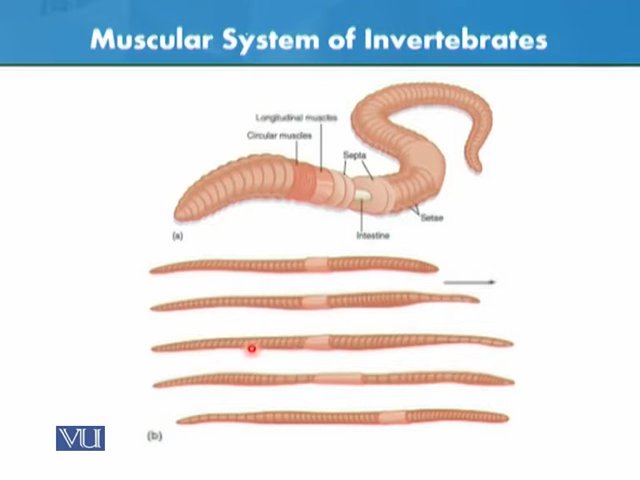 Muscular System of Invertebrates
Longitudinal muscles
Circular muscles
Septa
Setae
(a)
Intestine
VU
(b)